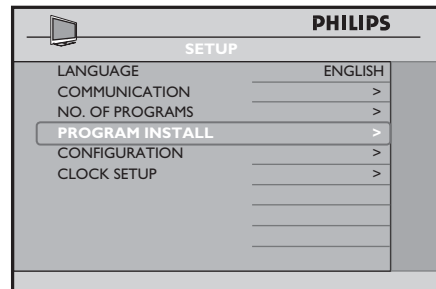 PHILIPS
SETUP
LANGUAGE ENGLISH
COMMUNICATION >
NO. OF PROGRAMS >
PROGRAM INSTALL >
CONFIGURATION >
CLOCK SETUP >